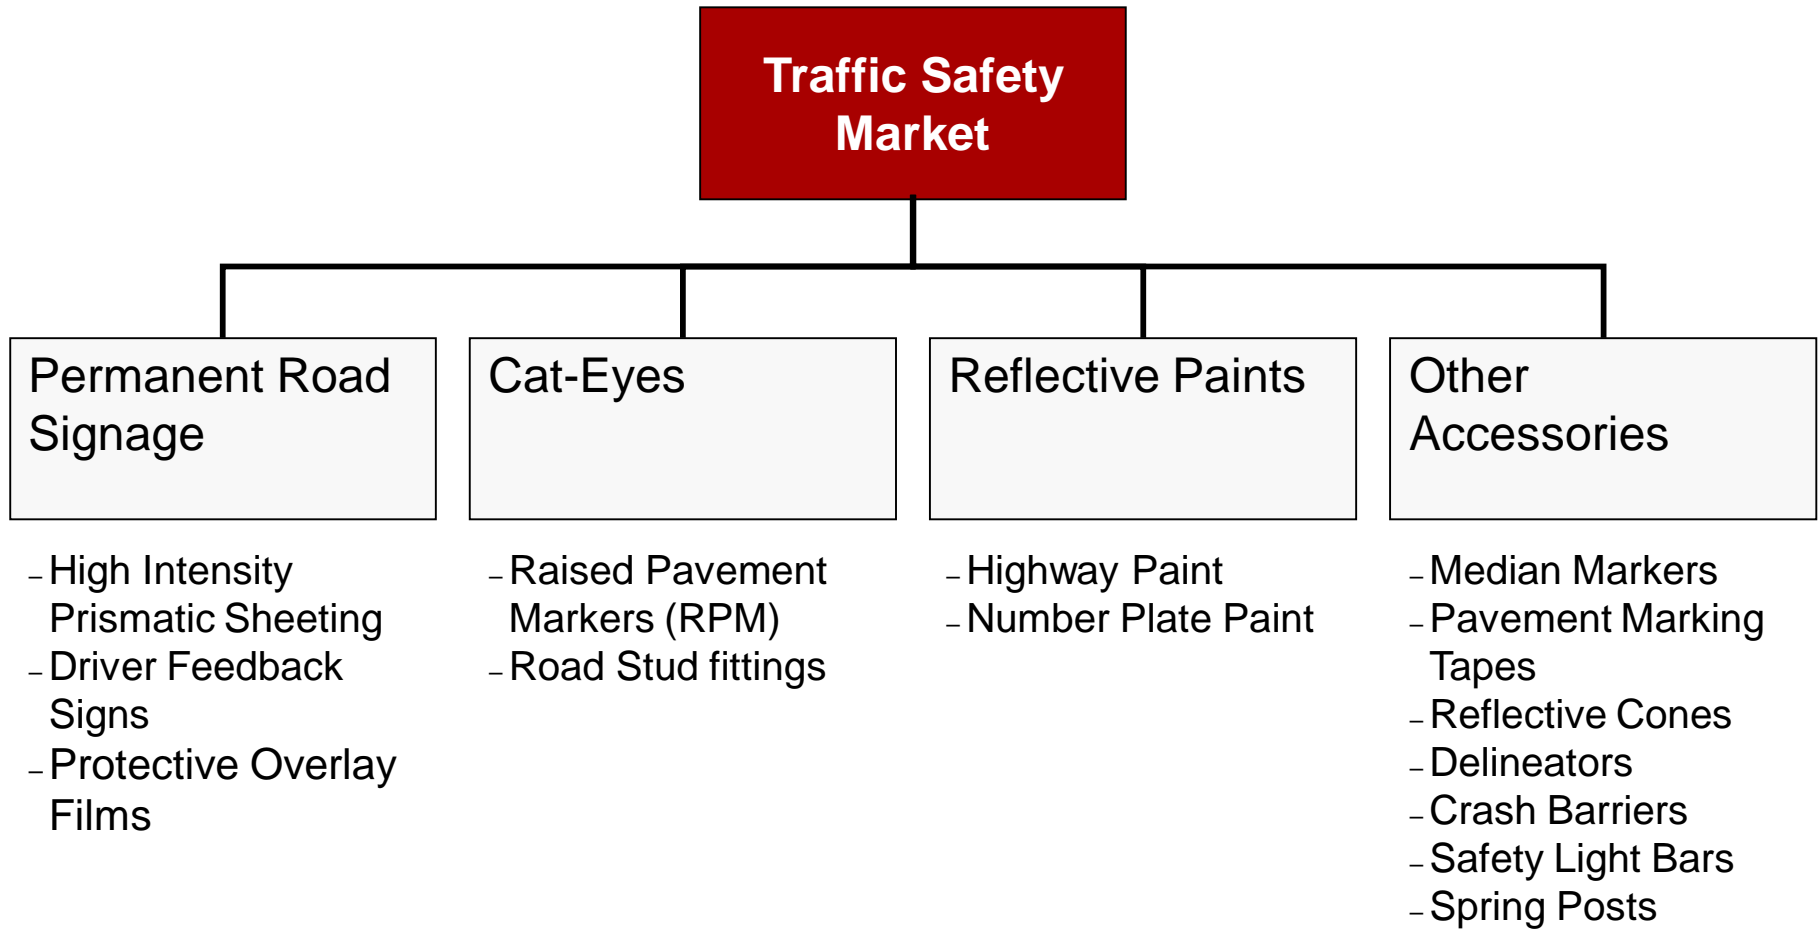 Traffic Safety
Market
Permanent Road
Signage
Cat-Eyes
Reflective Paints
Other
Accessories
– High Intensity
Prismatic Sheeting
– Driver Feedback
Signs
– Protective Overlay
Films
– Raised Pavement
Markers (RPM)
– Road Stud fittings
– Highway Paint
– Number Plate Paint
– Median Markers
– Pavement Marking
Tapes
– Reflective Cones
– Delineators
– Crash Barriers
– Safety Light Bars
– Spring Posts